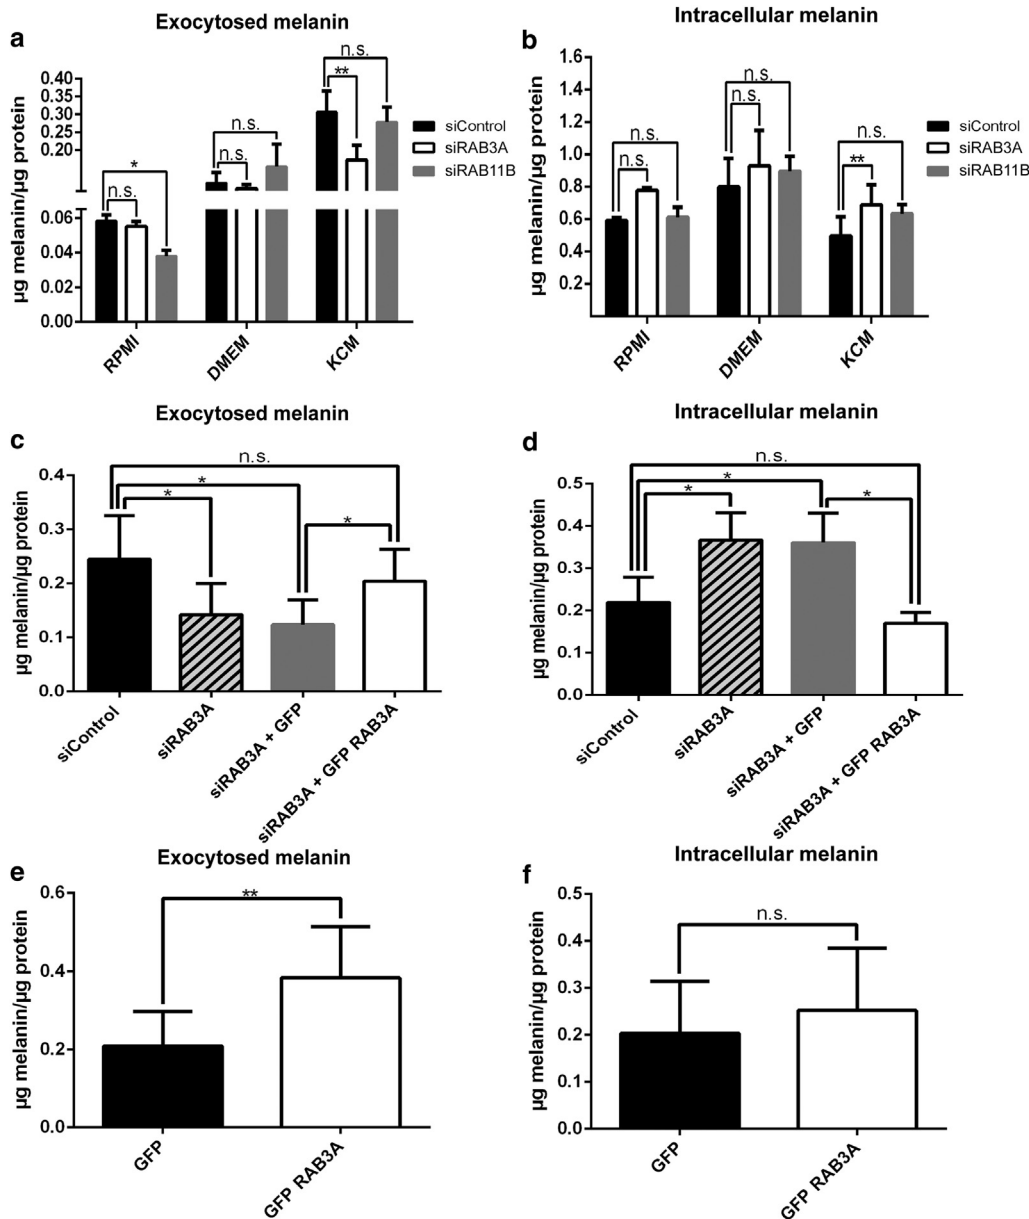 a
Exocytosed melanin
µg melanin/µg protein
0.40
0.30
0.25
0.20
0.06
0.04
0.02
0.00
n.s.
*
n.s.
n.s.
n.s.
**
n.s.
siControl
siRAB3A
siRAB11B
RPMI
DMEM
KCM
b
Intracellular melanin
µg melanin/µg protein
1.6
1.4
1.2
1.0
0.8
0.6
0.4
0.2
n.s.
n.s.
n.s.
n.s.
n.s.
**
siControl
siRAB3A
siRAB11B
RPMI
DMEM
KCM
c
Exocytosed melanin
µg melanin/µg protein
0.4
0.3
0.2
0.1
0.0
n.s.
*
*
*
siControl
siRAB3A
siRAB3A + GFP
siRAB3A + GFP RAB3A
d
Intracellular melanin
µg melanin/µg protein
0.5
0.4
0.3
0.2
0.1
0.0
n.s.
*
*
*
siControl
siRAB3A
siRAB3A + GFP
siRAB3A + GFP RAB3A
e
Exocytosed melanin
µg melanin/µg protein
0.6
0.4
0.2
0.0
**
GFP
GFP RAB3A
f
Intracellular melanin
µg melanin/µg protein
0.5
0.4
0.3
0.2
0.1
0.0
n.s.
GFP
GFP RAB3A